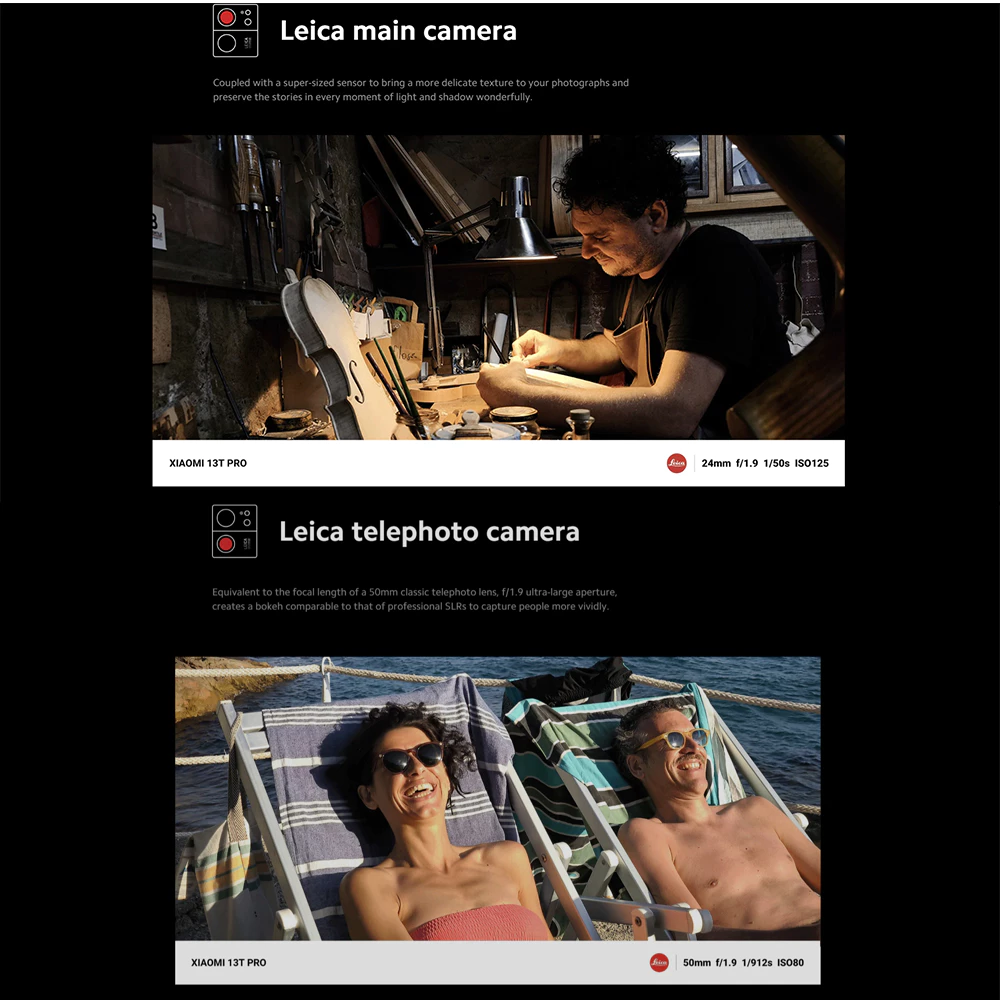 Leica main camera
Coupled with a super-sized sensor to bring a more delicate texture to your photographs and
preserve the stories in every moment of light and shadow wonderfully.
XIAOMI 13T PRO
Leica
24mm f/1.9 1/50s ISO125
Leica telephoto camera
Equivalent to the focal length of a 50mm classic telephoto lens, f/1.9 ultra-large aperture,
creates a bokeh comparable to that of professional SLRs to capture people more vividly.
XIAOMI 13T PRO
Leica
50mm f/1.9 1/912s ISO80